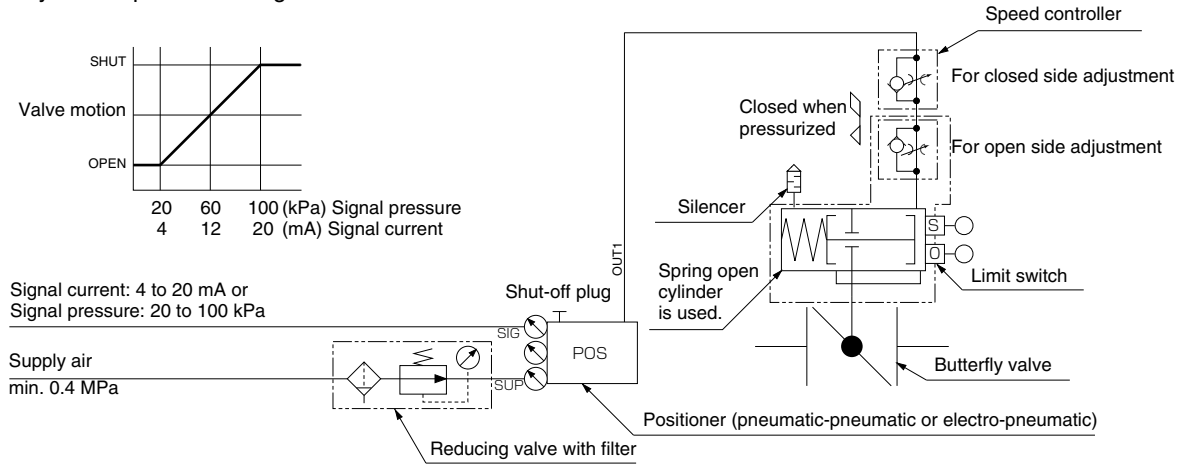 Speed controller
SHUT
Valve motion
OPEN
20 60 100 (kPa) Signal pressure
4 12 20 (mA) Signal current
For closed side adjustment
Closed when
pressurized
For open side adjustment
Silencer
S
O
Limit switch
OUT1
Spring open
cylinder
is used.
Signal current: 4 to 20 mA or
Signal pressure: 20 to 100 kPa
Shut-off plug
SIG
POS
Supply air
min. 0.4 MPa
SUP
Butterfly valve
Positioner (pneumatic-pneumatic or electro-pneumatic)
Reducing valve with filter